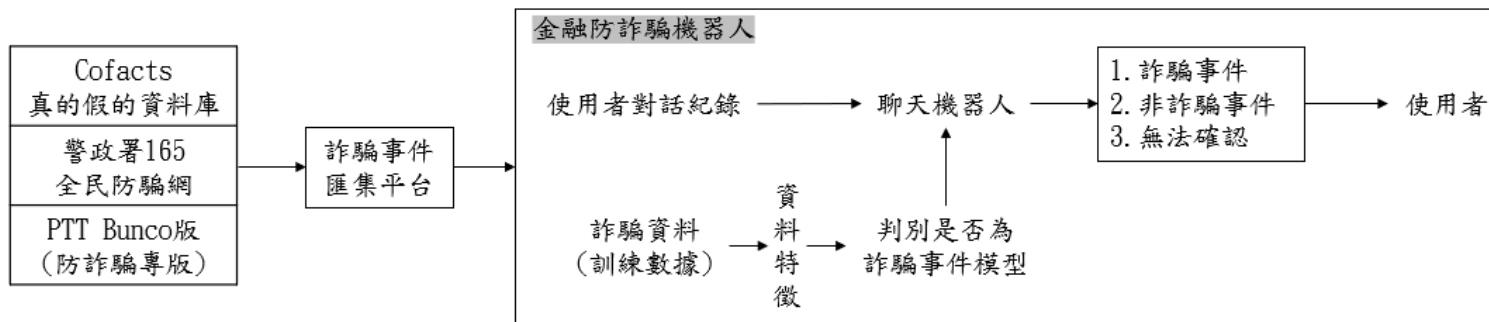 金融防詐騙機器人
Cofacts
真的假的資料庫
警政署165
全民防騙網
PTT Bunco版
(防詐騙專版)
詐騙事件
匯集平台
使用者對話紀錄
聊天機器人
1.詐騙事件
2.非詐騙事件
3.無法確認
使用者
詐騙資料
(訓練數據)
資料特徵
判別是否為
詐騙事件模型